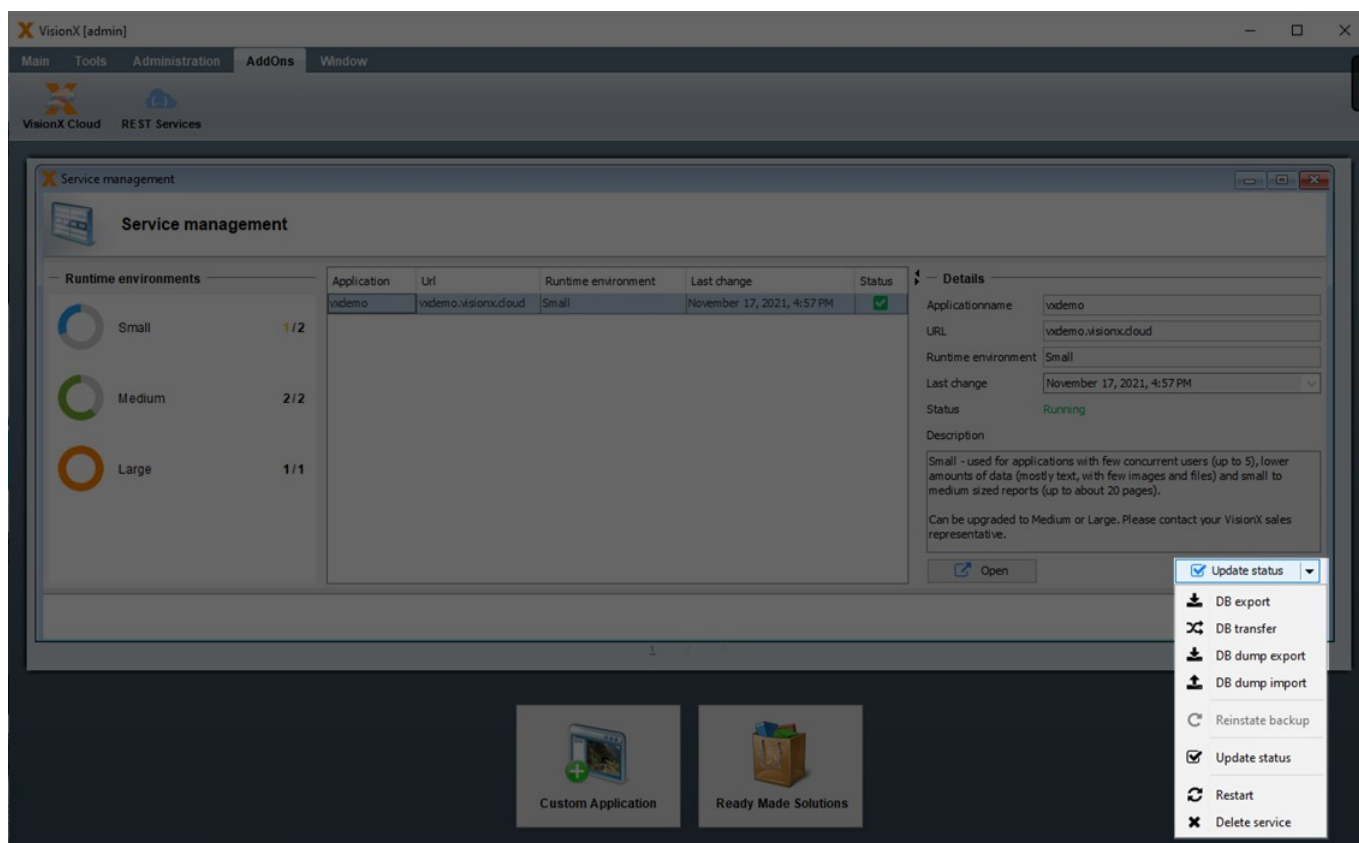 VisionX [admin]
Main Tools Administration AddOns Window
VisionX Cloud REST Services
Service management
Service management
Runtime environments
Small 1/2
Medium 2/2
Large 1/1
Application Url Runtime environment Last change Status
vxdemo vxdemo.visionx.cloud Small November 17, 2021, 4:57 PM
Details
Applicationname vxdemo
URL vxdemo.visionx.cloud
Runtime environment Small
Last change November 17, 2021, 4:57 PM
Status Running
Description
Small - used for applications with few concurrent users (up to 5), lower
amounts of data (mostly text, with few images and files) and small to
medium sized reports (up to about 20 pages).
Can be upgraded to Medium or Large. Please contact your VisionX sales
representative.
Open
Update status
DB export
DB transfer
DB dump export
DB dump import
Reinstate backup
Update status
Restart
Delete service
1
Custom Application
Ready Made Solutions